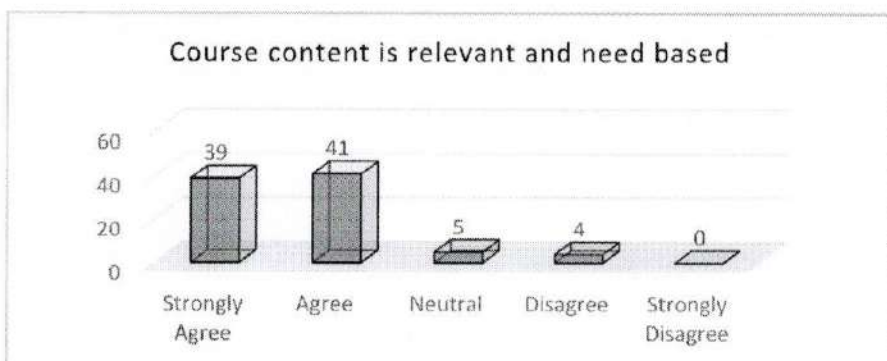 Course content is relevant and need based
60
40
20
0
39
41
5
4
0
Strongly Agree
Agree
Neutral
Disagree
Strongly Disagree